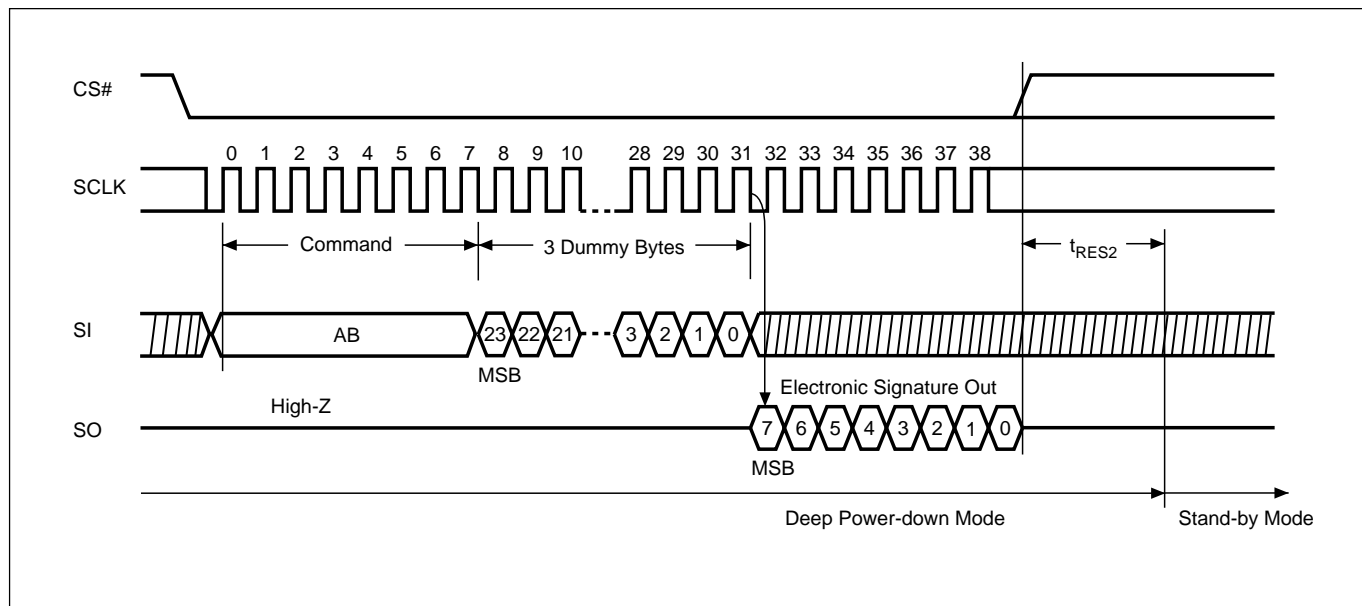 CS#
0 1 2 3 4 5 6 7 8 9 10 28 29 30 31 32 33 34 35 36 37 38
SCLK
Command 3 Dummy Bytes tRES2
SI AB 23 22 21 3 2 1 0
MSB
Electronic Signature Out
High-Z
SO 7 6 5 4 3 2 1 0
MSB
Deep Power-down Mode Stand-by Mode